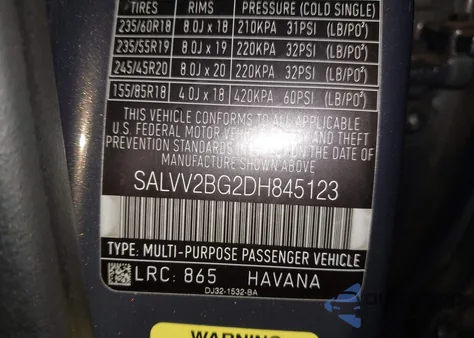 TIRES RIMS PRESSURE (COLD SINGLE)
235/60R18 8.0J x 18 210KPA 31PSI (LB/PO²)
235/55R19 8.0J x 19 220KPA 32PSI (LB/PO²)
245/45R20 8.0J x 20 220KPA 32PSI (LB/PO²)
155/85R18 4.0J x 18 420KPA 60PSI (LB/PO²)
THIS VEHICLE CONFORMS TO ALL APPLICABLE
U.S. FEDERAL MOTOR VEHICLE AND THEFT
PREVENTION STANDARDS IN EFFECT ON THE DATE OF
MANUFACTURE SHOWN ABOVE
SALVV2BG2DH845123
TYPE: MULTI-PURPOSE PASSENGER VEHICLE
LRC: 865 HAVANA
DJ32-1532-BA
WARNING